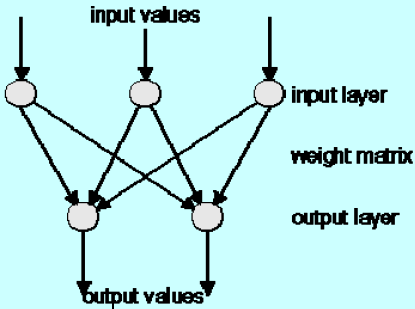 input values
input layer
weight matrix
output layer
output values